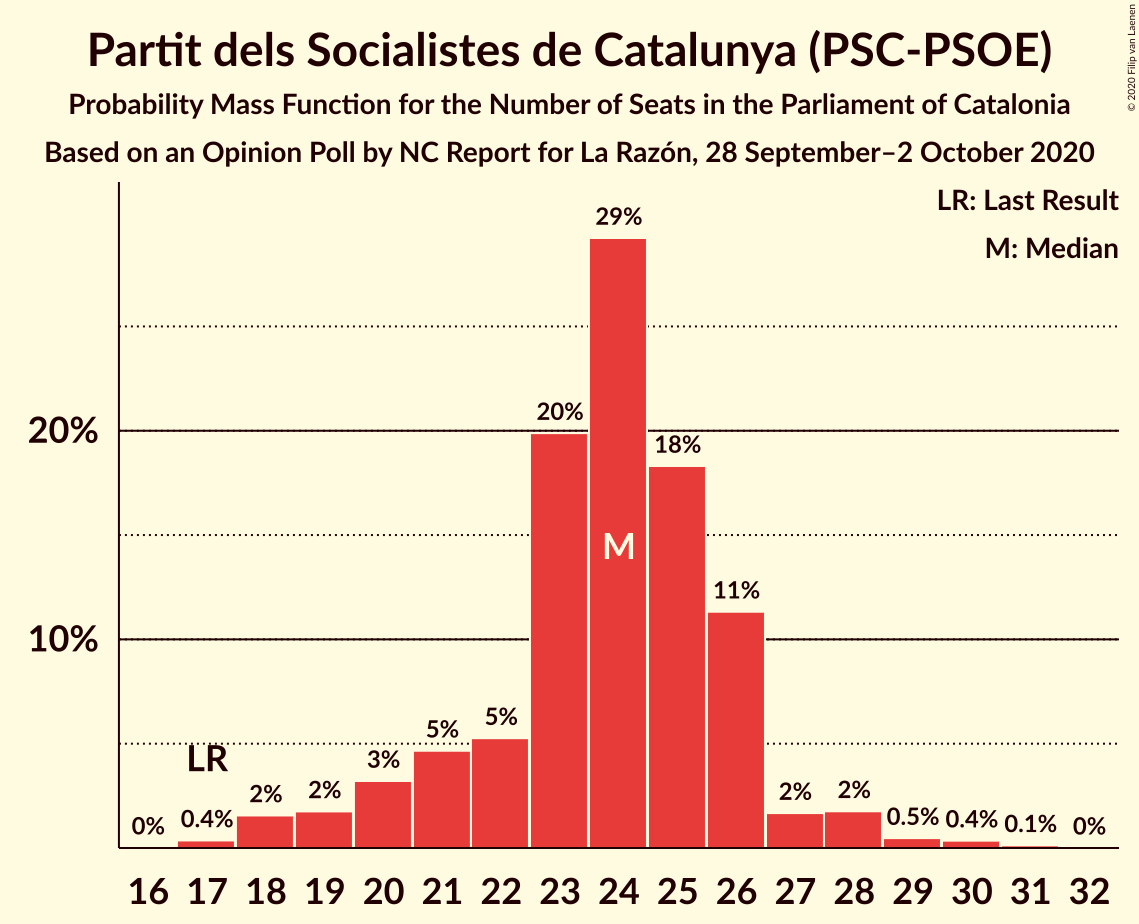 Partit dels Socialistes de Catalunya (PSC-PSOE)
Probability Mass Function for the Number of Seats in the Parliament of Catalonia
Based on an Opinion Poll by NC Report for La Razón, 28 September–2 October 2020
© 2020 Filip van Laenen
LR: Last Result
M: Median
20%
10%
0%
LR
0.4%
2%
2%
3%
5%
5%
20%
29%
M
18%
11%
2%
2%
0.5%
0.4%
0.1%
0%
16 17 18 19 20 21 22 23 24 25 26 27 28 29 30 31 32